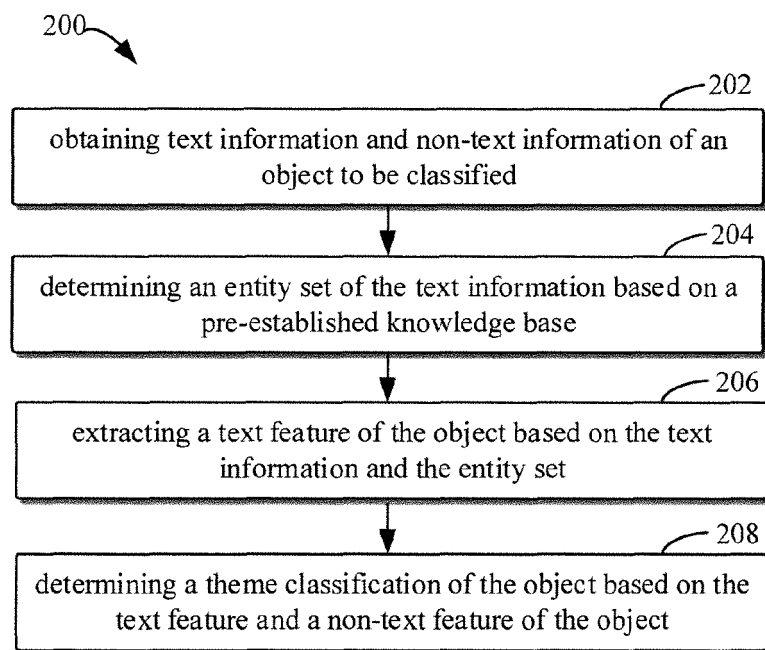 200
202
obtaining text information and non-text information of an
object to be classified
204
determining an entity set of the text information based on a
pre-established knowledge base
206
extracting a text feature of the object based on the text
information and the entity set
208
determining a theme classification of the object based on the
text feature and a non-text feature of the object